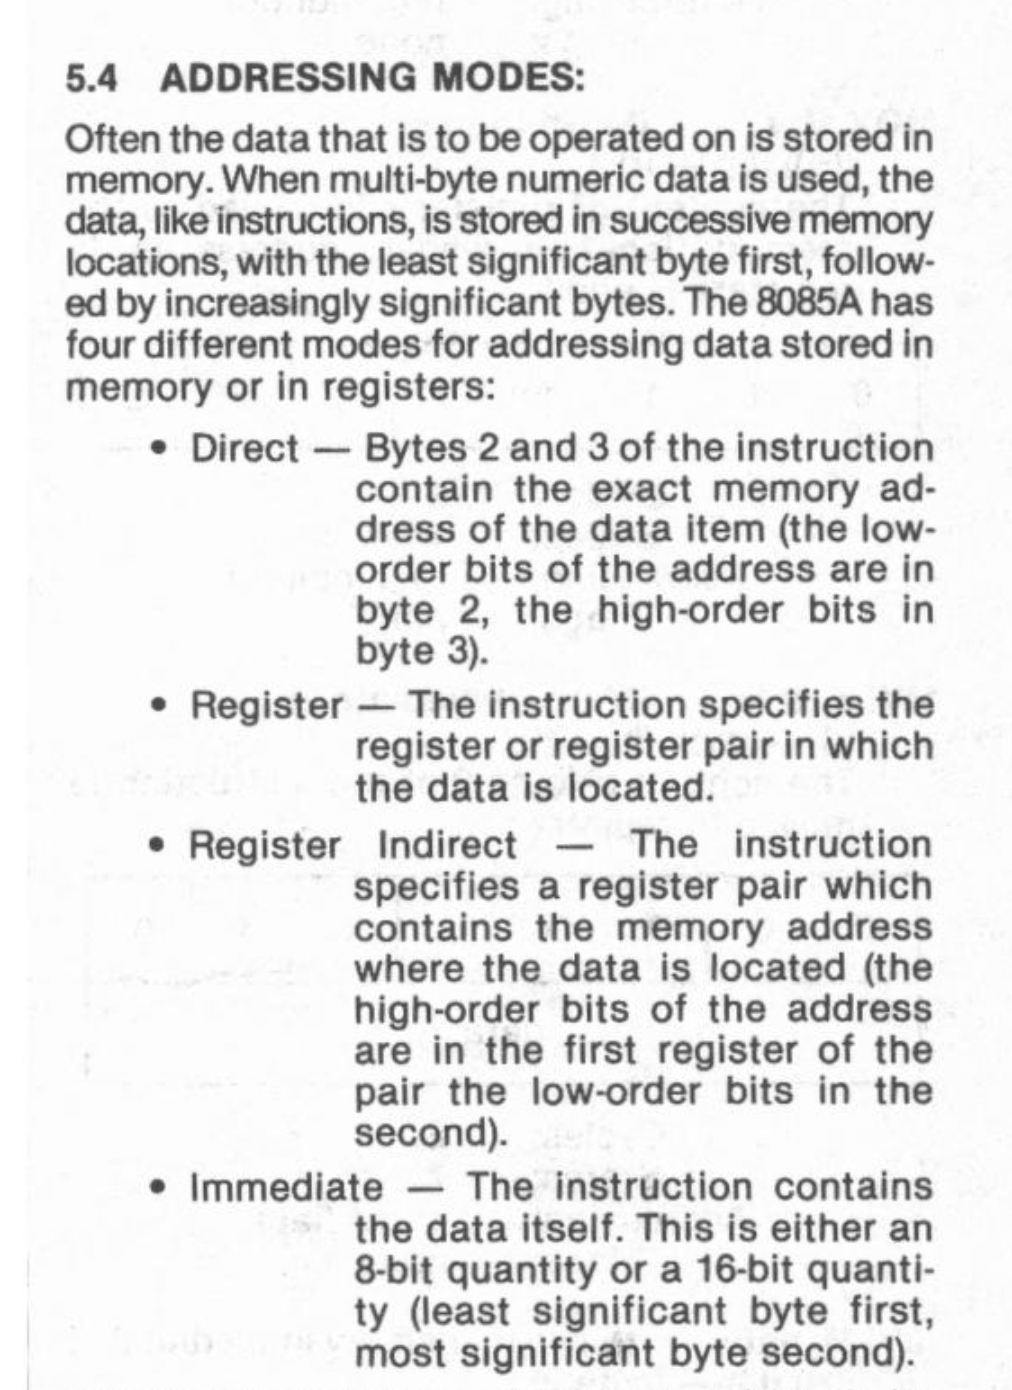 5.4 ADDRESSING MODES:
Often the data that is to be operated on is stored in
memory. When multi-byte numeric data is used, the
data, like instructions, is stored in successive memory
locations, with the least significant byte first, follow-
ed by increasingly significant bytes. The 8085A has
four different modes for addressing data stored in
memory or in registers:
• Direct — Bytes 2 and 3 of the instruction
contain the exact memory ad-
dress of the data item (the low-
order bits of the address are in
byte 2, the high-order bits in
byte 3).
• Register — The instruction specifies the
register or register pair in which
the data is located.
• Register Indirect — The instruction
specifies a register pair which
contains the memory address
where the data is located (the
high-order bits of the address
are in the first register of the
pair the low-order bits in the
second).
• Immediate — The instruction contains
the data itself. This is either an
8-bit quantity or a 16-bit quanti-
ty (least significant byte first,
most significant byte second).